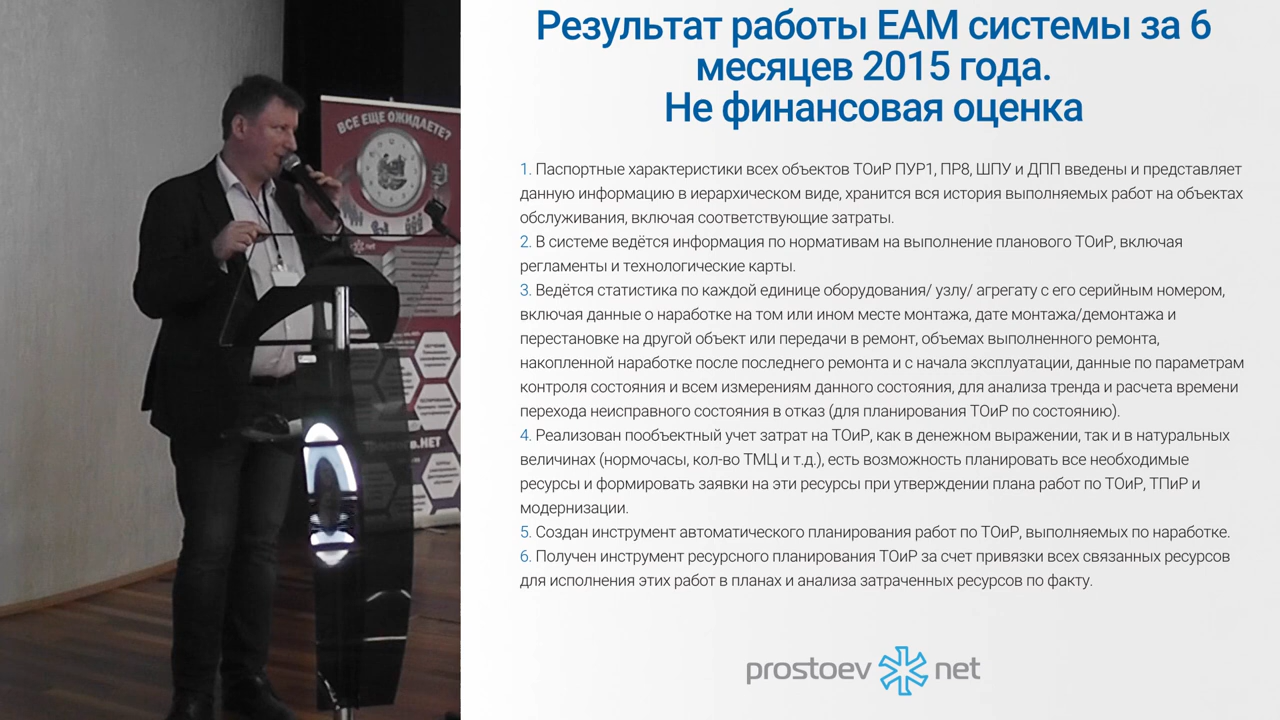 Результат работы ЕАМ системы за 6
месяцев 2015 года.
Не финансовая оценка
1. Паспортные характеристики всех объектов ТОиР ПУР1, ПР8, ШПУ и ДПП введены и представляет
данную информацию в иерархическом виде, хранится вся история выполняемых работ на объектах
обслуживания, включая соответствующие затраты.
2. В системе ведётся информация по нормативам на выполнение планового ТОиР, включая
регламенты и технологические карты.
3. Ведётся статистика по каждой единице оборудования/ узлу/ агрегату с его серийным номером,
включая данные о наработке на том или ином месте монтажа, дате монтажа/демонтажа и
перестановке на другой объект или передачи в ремонт, объемах выполненного ремонта,
накопленной наработке после последнего ремонта и с начала эксплуатации, данные по параметрам
контроля состояния и всем измерениям данного состояния, для анализа тренда и расчета времени
перехода неисправного состояния в отказ (для планирования ТОиР по состоянию).
4. Реализован пообъектный учет затрат на ТОиР, как в денежном выражении, так и в натуральных
величинах (нормочасы, кол-во ТМЦ и т.д.), есть возможность планировать все необходимые
ресурсы и формировать заявки на эти ресурсы при утверждении плана работ по ТОиР, ТПиР и
модернизации.
5. Создан инструмент автоматического планирования работ по ТОиР, выполняемых по наработке.
6. Получен инструмент ресурсного планирования ТОиР за счет привязки всех связанных ресурсов
для исполнения этих работ в планах и анализа затраченных ресурсов по факту.
prostoev net
ВСЕ ЕЩЕ ОЖИДАЕТЕ?
net